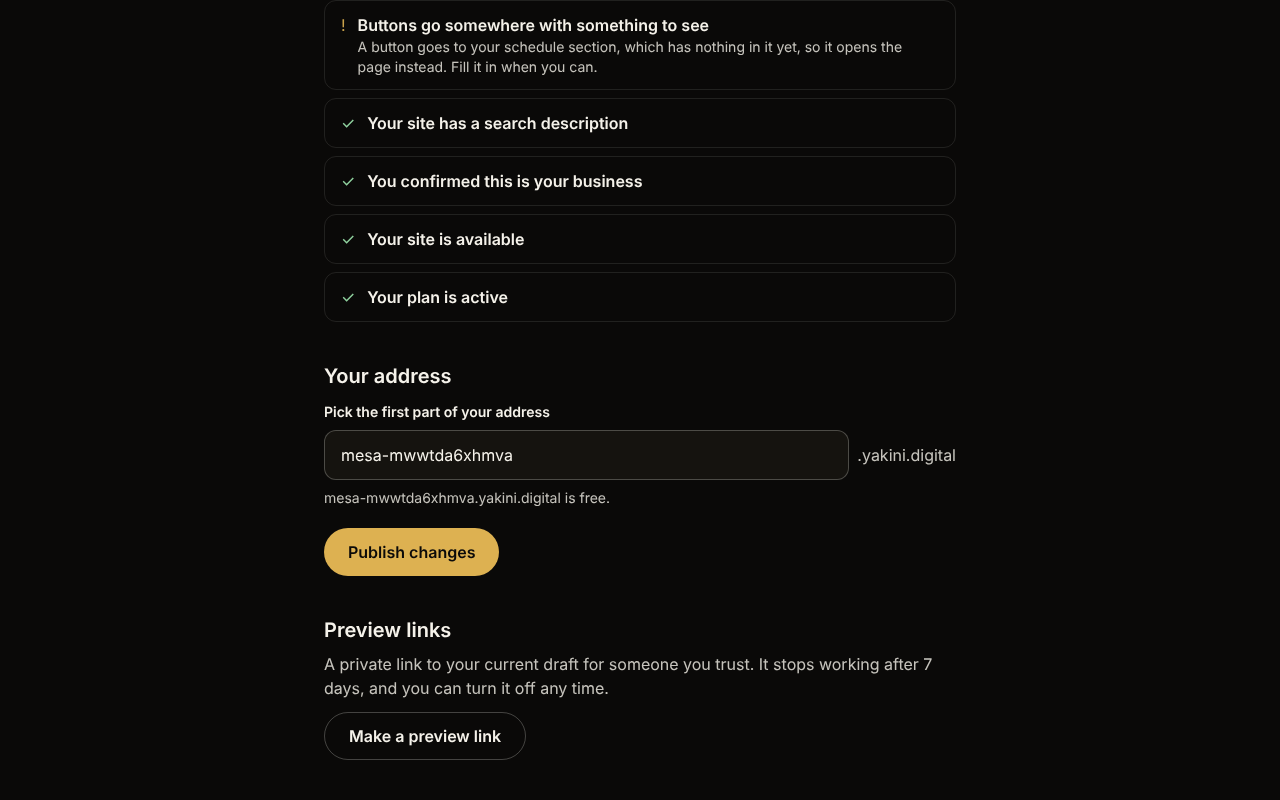 ! Buttons go somewhere with something to see
A button goes to your schedule section, which has nothing in it yet, so it opens the
page instead. Fill it in when you can.
✓ Your site has a search description
✓ You confirmed this is your business
✓ Your site is available
✓ Your plan is active
Your address
Pick the first part of your address
mesa-mwwtda6xhmva .yakini.digital
mesa-mwwtda6xhmva.yakini.digital is free.
Publish changes
Preview links
A private link to your current draft for someone you trust. It stops working after 7
days, and you can turn it off any time.
Make a preview link